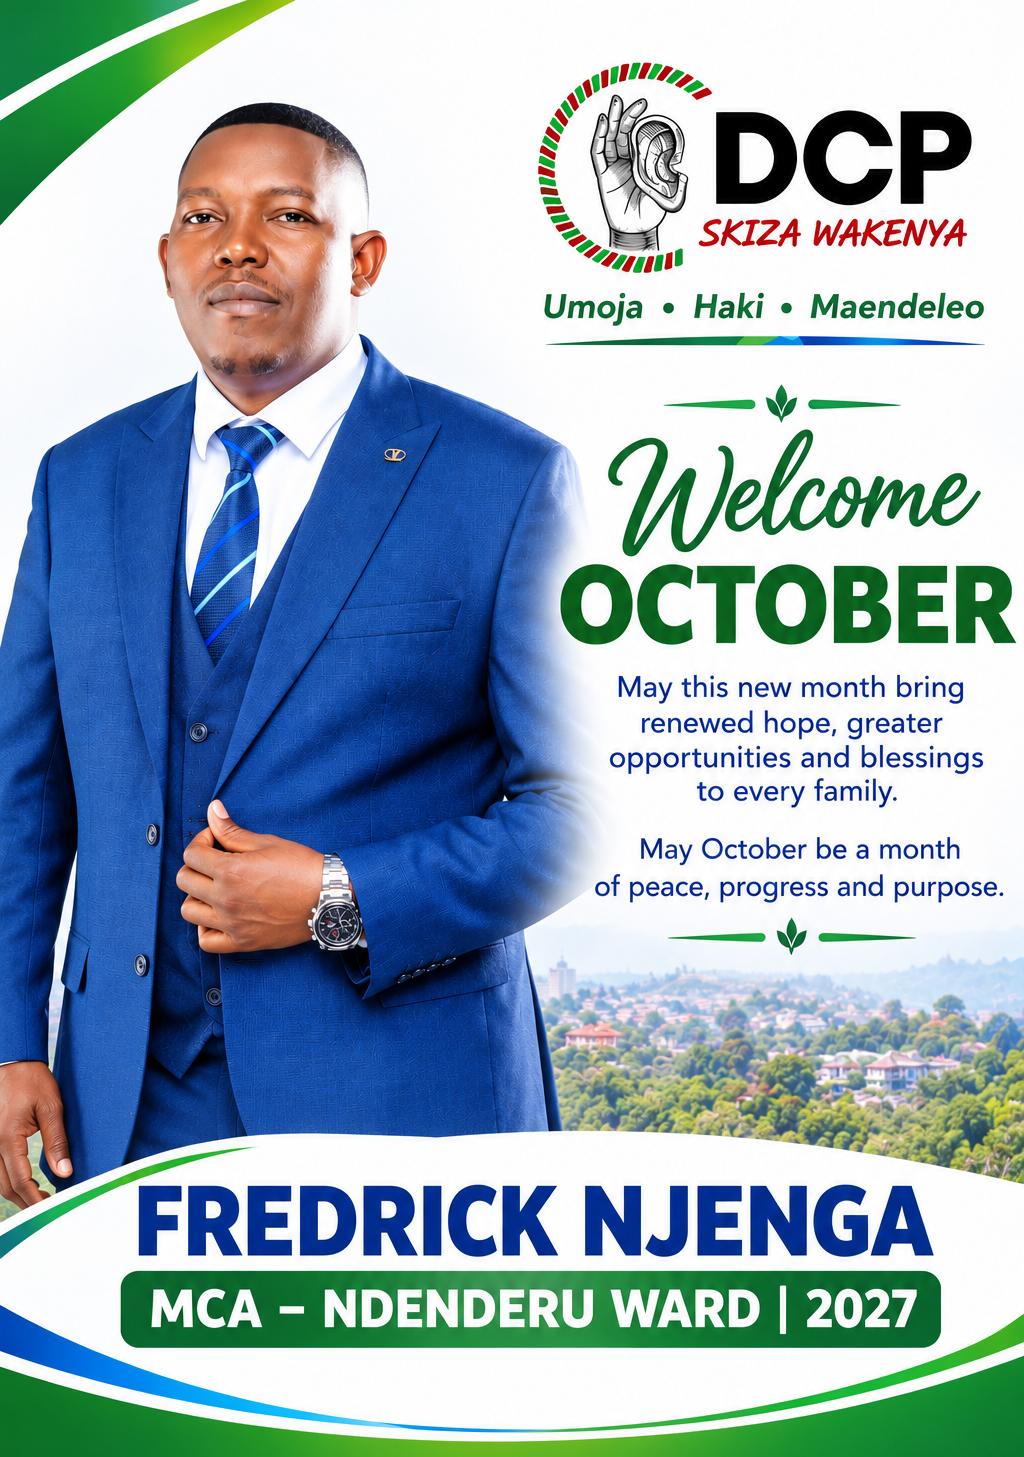 DCP
SKIZA WAKENYA
Umoja • Haki • Maendeleo
Welcome
OCTOBER
May this new month bring
renewed hope, greater
opportunities and blessings
to every family.
May October be a month
of peace, progress and purpose.
FREDRICK NJENGA
MCA – NDENDERU WARD | 2027